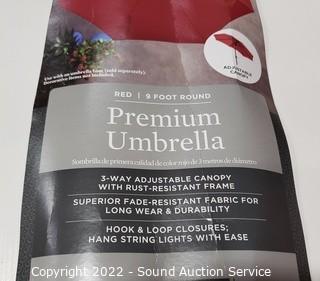 Use with an umbrella base (sold separately).
Decorative items not included.
ADJUSTABLE
CANOPY
RED | 9 FOOT ROUND
Premium
Umbrella
Sombrilla de primera calidad de color rojo de 3 metros de diámetro
3-WAY ADJUSTABLE CANOPY
WITH RUST-RESISTANT FRAME
SUPERIOR FADE-RESISTANT FABRIC FOR
LONG WEAR & DURABILITY
HOOK & LOOP CLOSURES;
HANG STRING LIGHTS WITH EASE
Copyright 2022 - Sound Auction Service